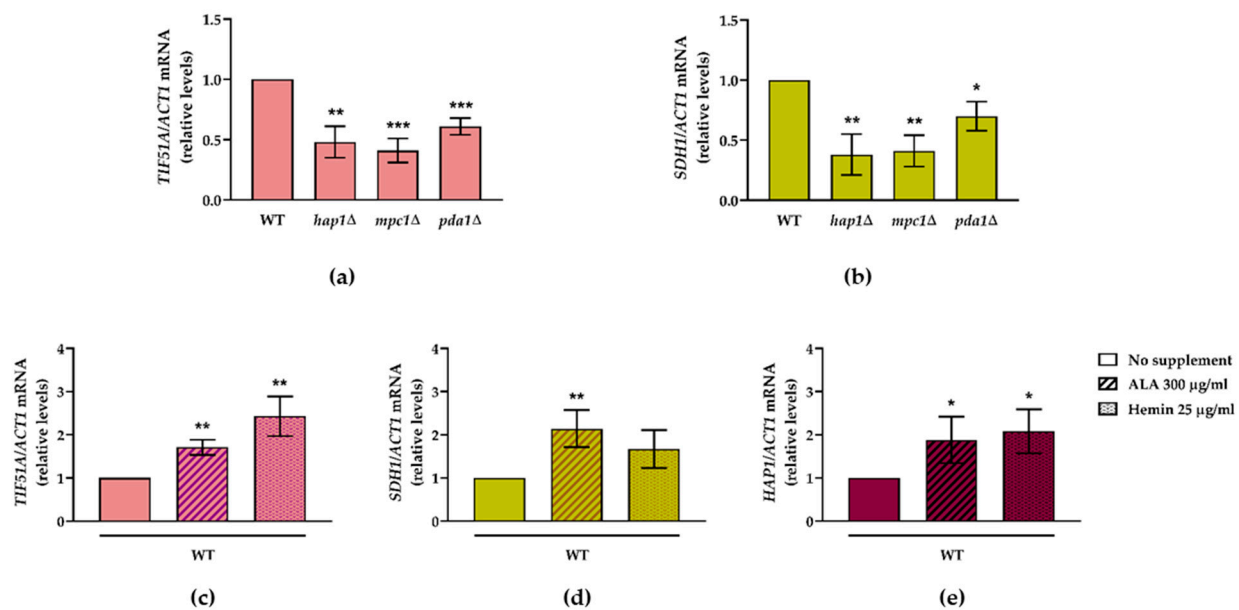 TIF51A/ACT1 mRNA
(relative levels)
1.5
1.0
0.5
0.0
**
***
***
WT
hap1Δ
mpc1Δ
pda1Δ
(a)
SDH1/ACT1 mRNA
(relative levels)
1.5
1.0
0.5
0.0
**
**
*
WT
hap1Δ
mpc1Δ
pda1Δ
(b)
TIF51A/ACT1 mRNA
(relative levels)
4
3
2
1
0
**
**
WT
(c)
SDH1/ACT1 mRNA
(relative levels)
4
3
2
1
0
**
WT
(d)
HAP1/ACT1 mRNA
(relative levels)
4
3
2
1
0
*
*
WT
(e)
No supplement
ALA 300 µg/ml
Hemin 25 µg/ml